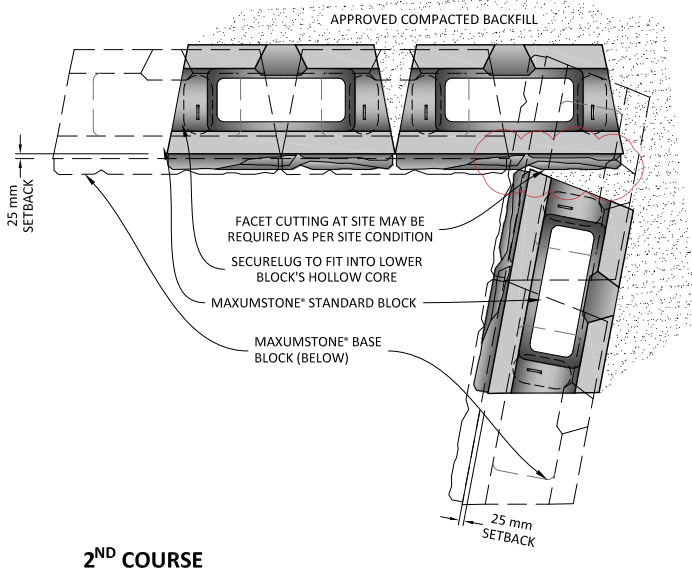 APPROVED COMPACTED BACKFILL
25 mm
SETBACK
FACET CUTTING AT SITE MAY BE
REQUIRED AS PER SITE CONDITION
SECURELUG TO FIT INTO LOWER
BLOCK'S HOLLOW CORE
MAXUMSTONE® STANDARD BLOCK
MAXUMSTONE® BASE
BLOCK (BELOW)
25 mm
SETBACK
2ND COURSE